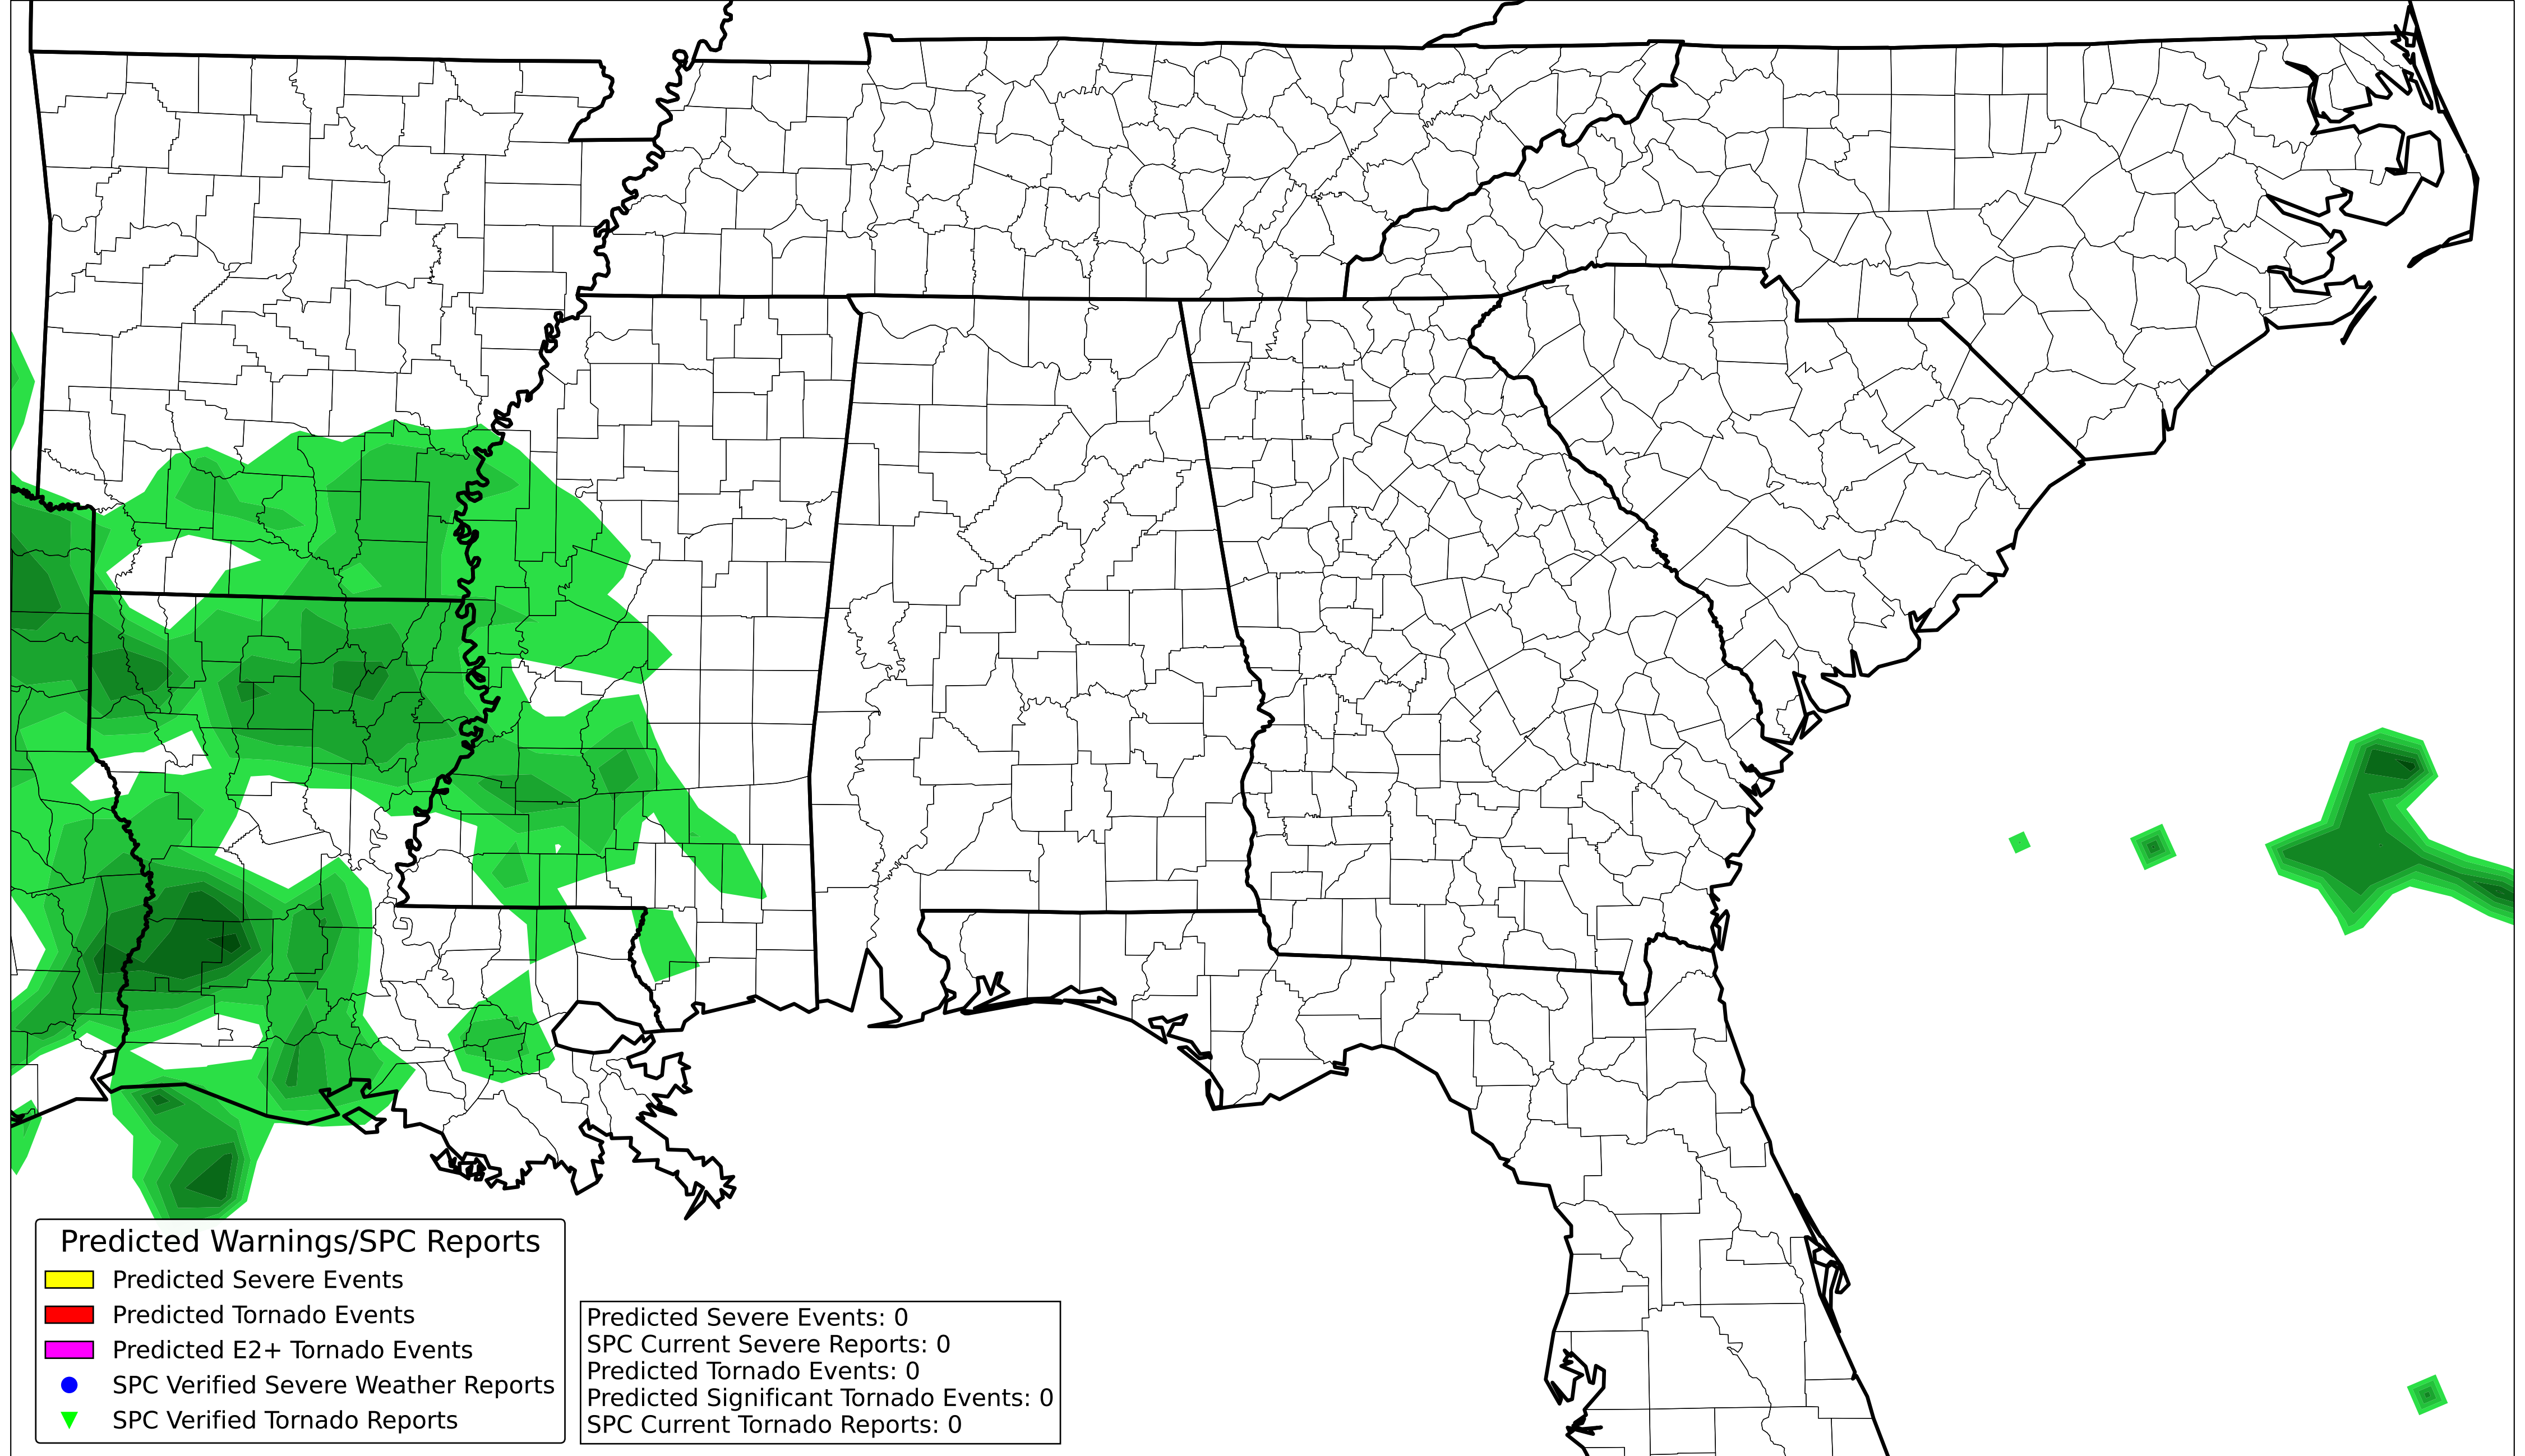 Predicted Warnings/SPC Reports
Predicted Severe Events
Predicted Tornado Events
Predicted E2+ Tornado Events
SPC Verified Severe Weather Reports
SPC Verified Tornado Reports
Predicted Severe Events: 0
SPC Current Severe Reports: 0
Predicted Tornado Events: 0
Predicted Significant Tornado Events: 0
SPC Current Tornado Reports: 0